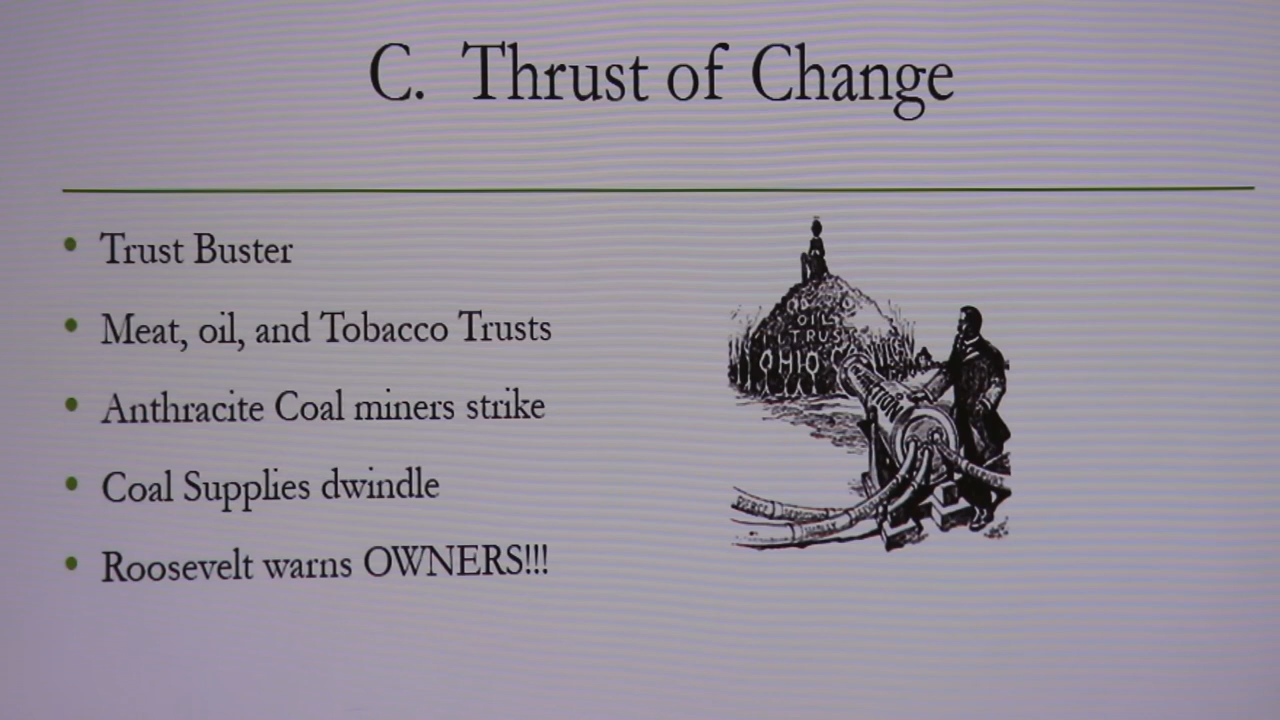 C. Thrust of Change
Trust Buster
Meat, oil, and Tobacco Trusts
Anthracite Coal miners strike
Coal Supplies dwindle
Roosevelt warns OWNERS!!!
OIL
TRUST
OHIO